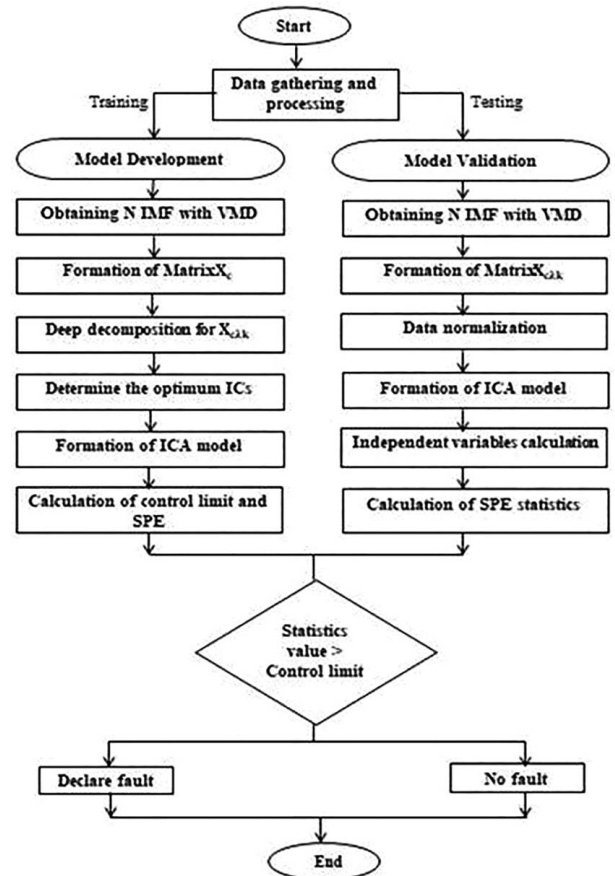 Start
Data gathering and
processing
Training
Testing
Model Development
Model Validation
Obtaining N IMF with VMD
Obtaining N IMF with VMD
Formation of MatrixXc
Formation of MatrixXckk
Deep decomposition for Xckk
Data normalization
Determine the optimum ICs
Formation of ICA model
Formation of ICA model
Independent variables calculation
Calculation of control limit and
SPE
Calculation of SPE statistics
Statistics
value >
Control limit
Declare fault
No fault
End